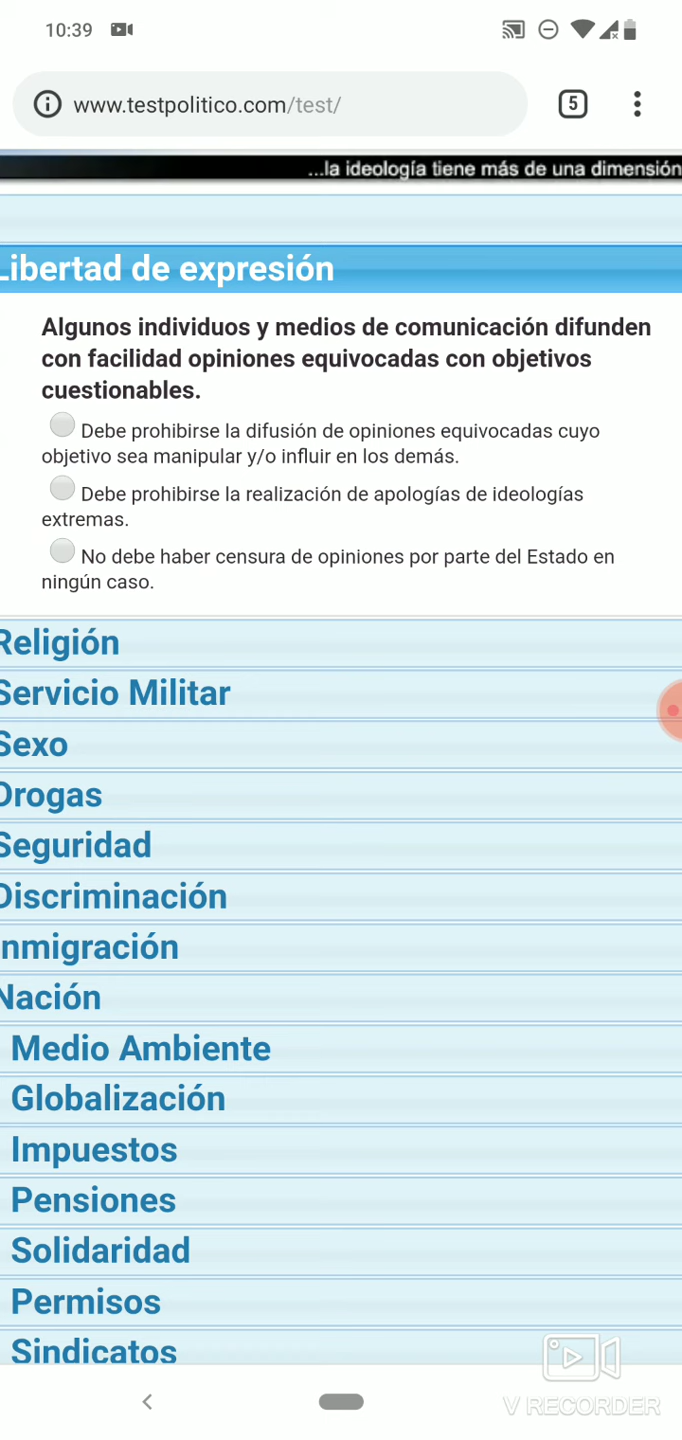 10:39
www.testpolitico.com/test/
5
...la ideología tiene más de una dimensión
Libertad de expresión
Algunos individuos y medios de comunicación difunden
con facilidad opiniones equivocadas con objetivos
cuestionables.
Debe prohibirse la difusión de opiniones equivocadas cuyo
objetivo sea manipular y/o influir en los demás.
Debe prohibirse la realización de apologías de ideologías
extremas.
No debe haber censura de opiniones por parte del Estado en
ningún caso.
Religión
Servicio Militar
Sexo
Drogas
Seguridad
Discriminación
nmigración
Nación
Medio Ambiente
Globalización
Impuestos
Pensiones
Solidaridad
Permisos
Sindicatos
V RECORDER